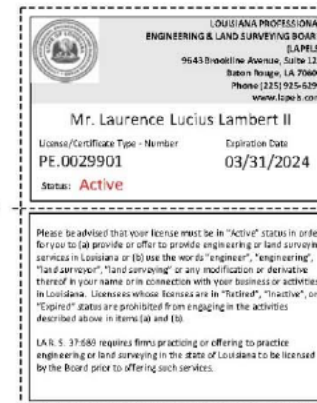 LOUISIANA PROFESSIONA
ENGINEERING & LAND SURVEYING BOAR
(LAPELS
9643 Brookline Avenue, Suite 12
Baton Rouge, LA 7080
Phone (225) 925-629
www.lapels.com
Mr. Laurence Lucius Lambert II
License/Certificate Type - Number
Expiration Date
PE.0029901
03/31/2024
Status: Active
Please be advised that your license must be in "Active" status in orde
for you to (a) provide or offer to provide engineering or land surveyin
services in Louisiana or (b) use the words "engineer", "engineering",
"land surveyor", "land surveying" or any modification or derivative
thereof in your name or in connection with your business or activities
in Louisiana. Licensees whose licenses are in "Retired", "Inactive", or
"Expired" status are prohibited from engaging in the activities
described above in items (a) and (b).
LA R. S. 37:689 requires firms practicing or offering to practice
engineering or land surveying in the state of Louisiana to be licensed
by the Board prior to offering such services.